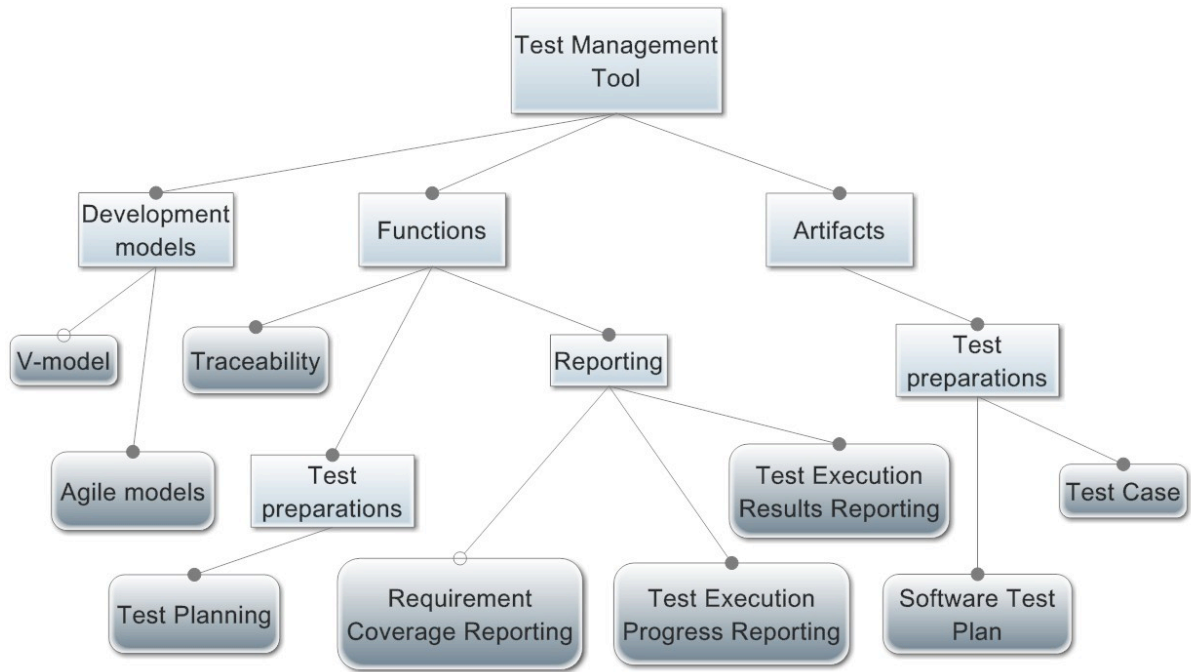 Test Management
Tool
Development
models
Functions
Artifacts
V-model
Traceability
Reporting
Test
preparations
Agile models
Test
preparations
Test Execution
Results Reporting
Test Case
Test Planning
Requirement
Coverage Reporting
Test Execution
Progress Reporting
Software Test
Plan